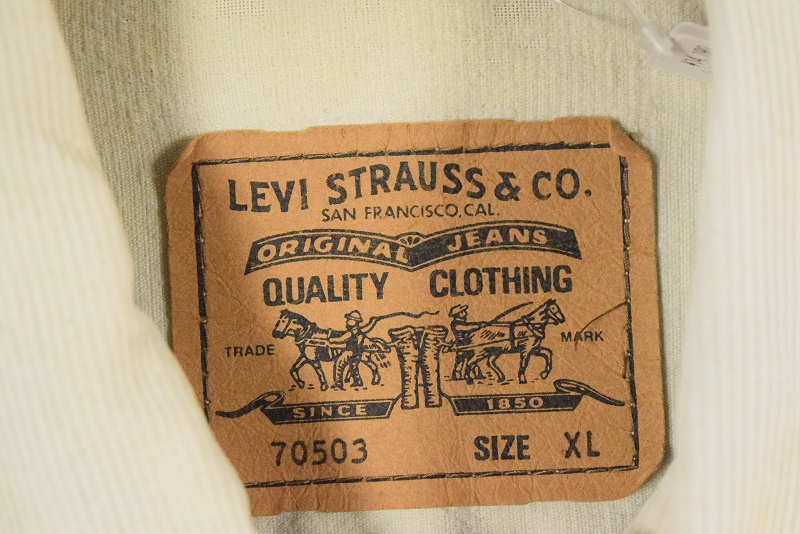 LEVI STRAUSS & CO.
SAN FRANCISCO, CAL.
ORIGINAL JEANS
QUALITY CLOTHING
TRADE MARK
SINCE 1850
70503 SIZE XL